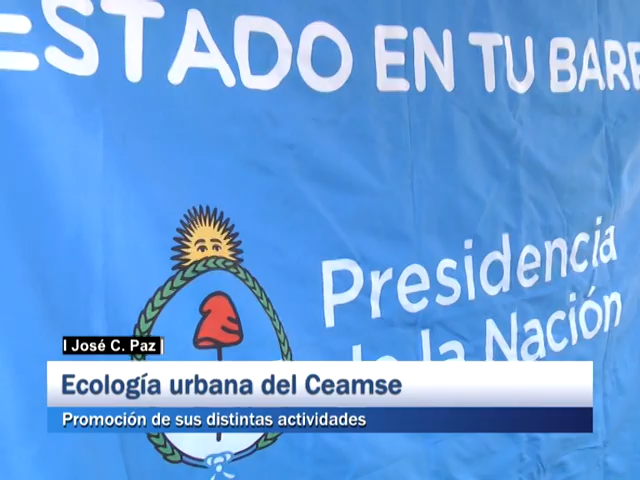 ESTADO EN TU BARR
Presidencia
de la Nación
I José C. Paz
Ecología urbana del Ceamse
Promoción de sus distintas actividades